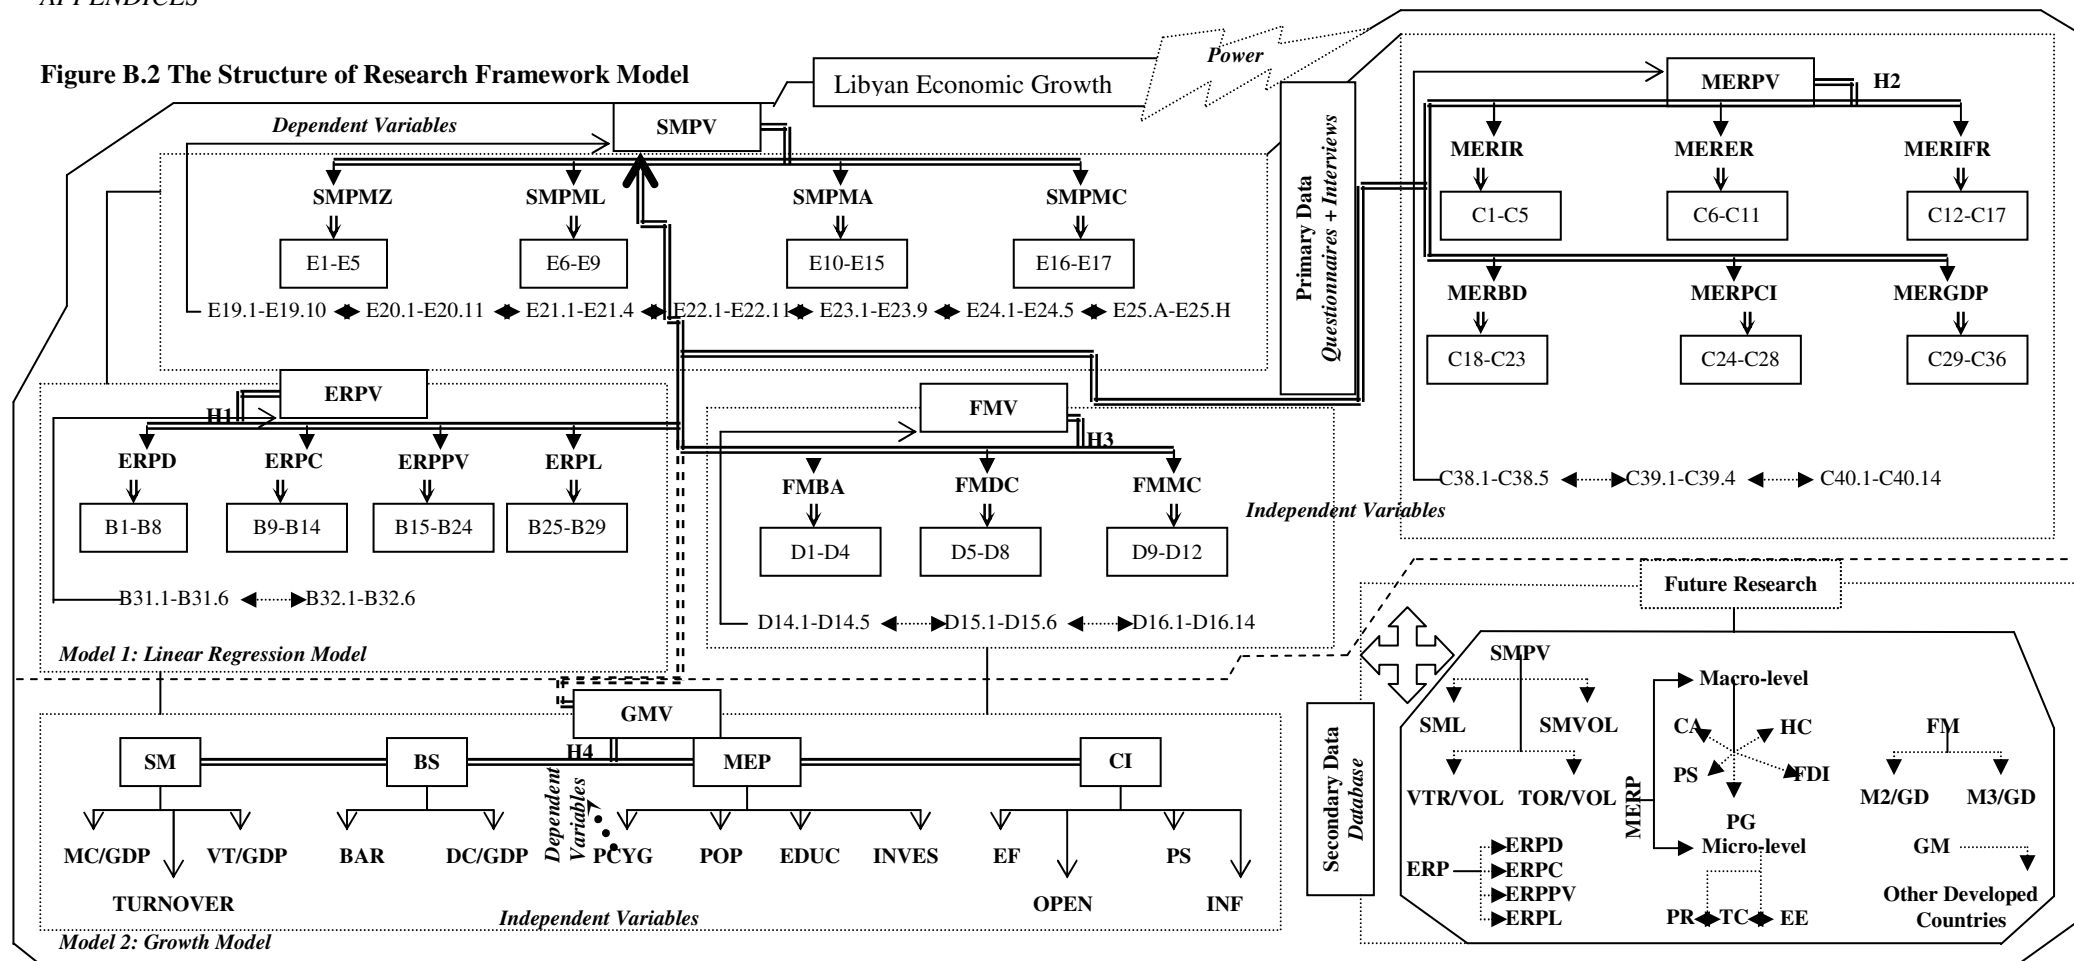 APPENDICES
Figure B.2 The Structure of Research Framework Model
Libyan Economic Growth
Power
Dependent Variables
SMPV
SMPMZ SMPML SMPMA SMPMC
E1-E5 E6-E9 E10-E15 E16-E17
E19.1-E19.10 E20.1-E20.11 E21.1-E21.4 E22.1-E22.11 E23.1-E23.9 E24.1-E24.5 E25.A-E25.H
Primary Data
Questionnaires + Interviews
MERPV H2
MERIR MERER MERIFR
C1-C5 C6-C11 C12-C17
MERBD MERPCI MERGDP
C18-C23 C24-C28 C29-C36
C38.1-C38.5 C39.1-C39.4 C40.1-C40.14
ERPV
H1
ERPD ERPC ERPPV ERPL
B1-B8 B9-B14 B15-B24 B25-B29
B31.1-B31.6 B32.1-B32.6
Model 1: Linear Regression Model
FMV
H3
FMBA FMDC FMMC
D1-D4 D5-D8 D9-D12
D14.1-D14.5 D15.1-D15.6 D16.1-D16.14
Independent Variables
GMV
H4
SM BS MEP CI
Dependent
Variables
MC/GDP VT/GDP BAR DC/GDP PCYG POP EDUC INVES EF PS
TURNOVER OPEN INF
Independent Variables
Model 2: Growth Model
Secondary Data
Database
Future Research
SMPV
SML SMVOL
VTR/VOL TOR/VOL
ERP
ERPD
ERPC
ERPPV
ERPL
MERP
Macro-level
CA HC
PS FDI
PG
Micro-level
PR TC EE
FM
M2/GD M3/GD
GM
Other Developed
Countries